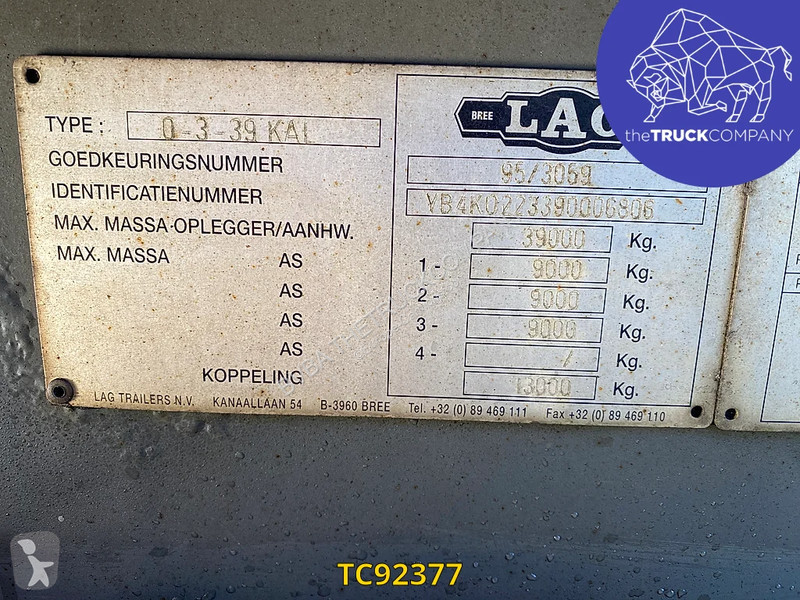 BREE LAG
theTRUCKCOMPANY
TYPE : 0-3-39 KAL
GOEDKEURINGSNUMMER 95/3069
IDENTIFICATIENUMMER YB4K0223390006806
MAX. MASSA OPLEGGER/AANHW. 39000 Kg.
MAX. MASSA AS 1 - 9000 Kg.
AS 2 - 9000 Kg.
AS 3 - 9000 Kg.
AS 4 - / Kg.
KOPPELING 13000 Kg.
LAG TRAILERS N.V. KANAALLAAN 54 B-3960 BREE Tel. +32 (0) 89 469 111 Fax +32 (0) 89 469 110
TC92377